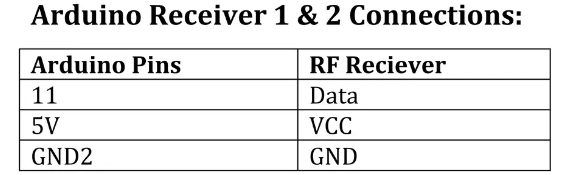 Arduino Receiver 1 & 2 Connections:
Arduino Pins RF Reciever
11 Data
5V VCC
GND2 GND